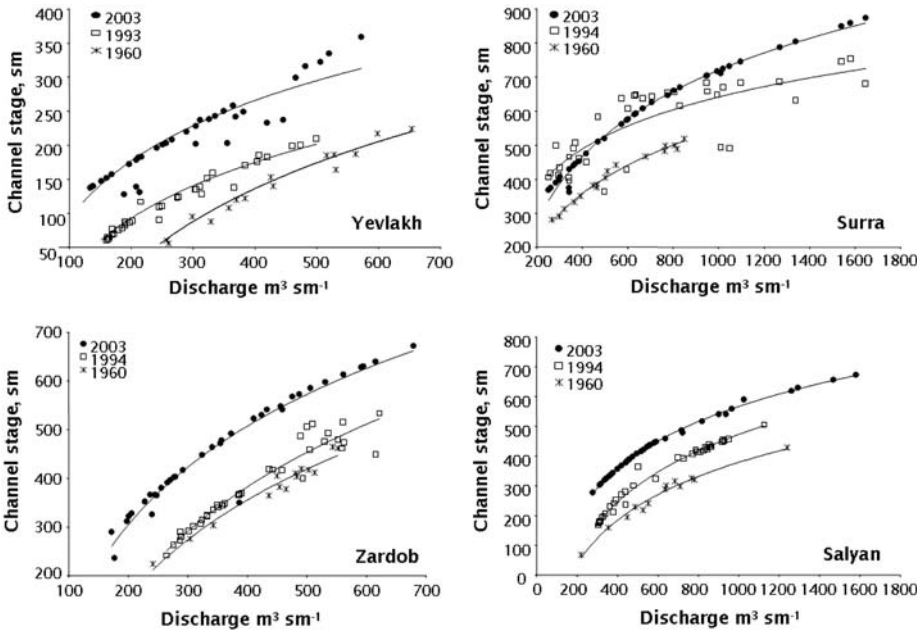 Channel stage, sm
400
350
300
250
200
150
100
50
2003
1993
1960
Yevlakh
100 200 300 400 500 600 700
Discharge m³ sm⁻¹
Channel stage, sm
900
800
700
600
500
400
300
200
2003
1994
1960
Surra
200 400 600 800 1000 1200 1400 1600 1800
Discharge m³ sm⁻¹
Channel stage, sm
700
600
500
400
300
200
2003
1994
1960
Zardob
100 200 300 400 500 600 700
Discharge m³ sm⁻¹
Channel stage, sm
800
700
600
500
400
300
200
100
0
2003
1994
1960
Salyan
0 200 400 600 800 1000 1200 1400 1600 1800
Discharge m³ sm⁻¹